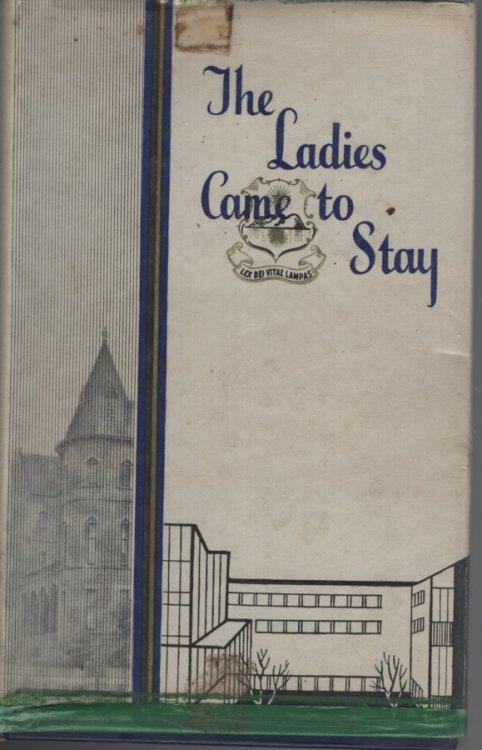 The
Ladies
Came to
Stay
LEX DEI VITAE LAMPAS